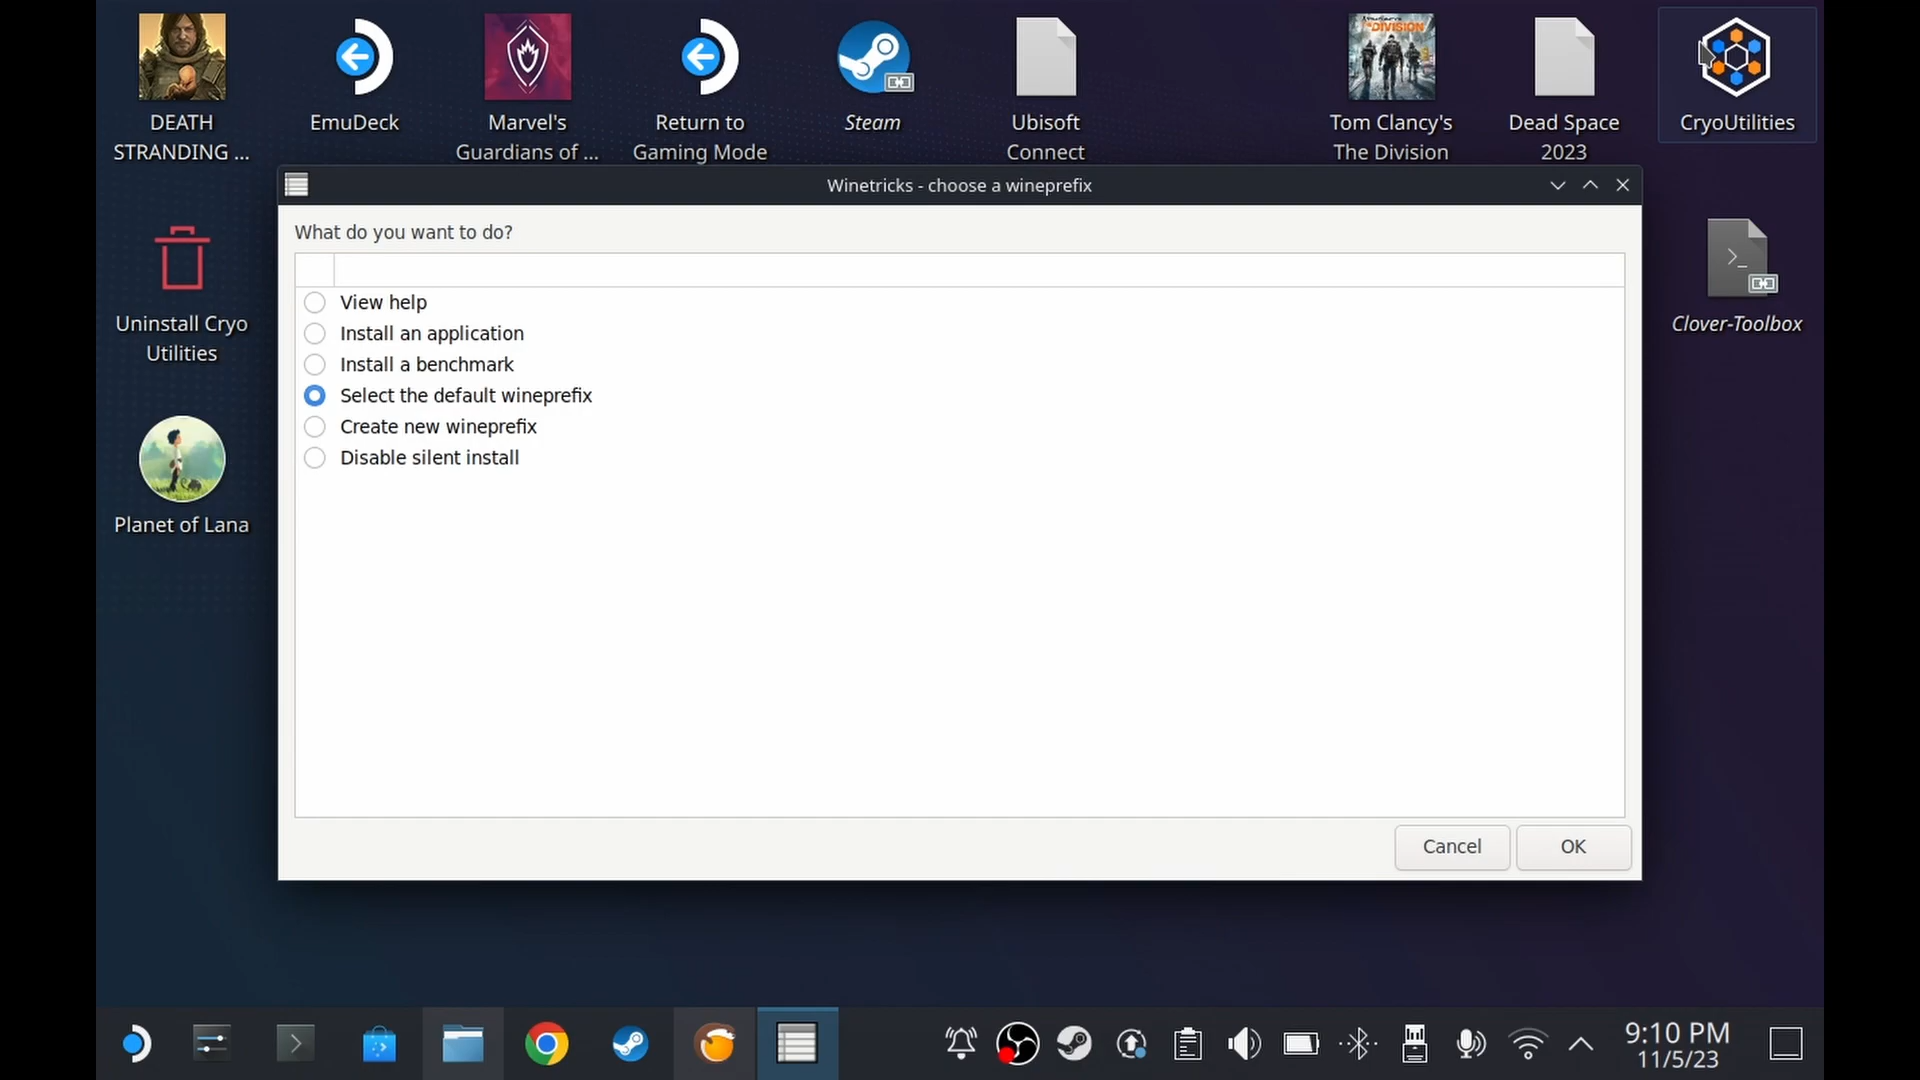 DEATH
STRANDING ...
EmuDeck
Marvel's
Guardians of ...
Return to
Gaming Mode
Steam
Ubisoft
Connect
Tom Clancy's
The Division
Dead Space
2023
CryoUtilities
Winetricks - choose a wineprefix
What do you want to do?
View help
Install an application
Install a benchmark
Select the default wineprefix
Create new wineprefix
Disable silent install
Cancel
OK
Uninstall Cryo
Utilities
Planet of Lana
Clover-Toolbox
9:10 PM
11/5/23